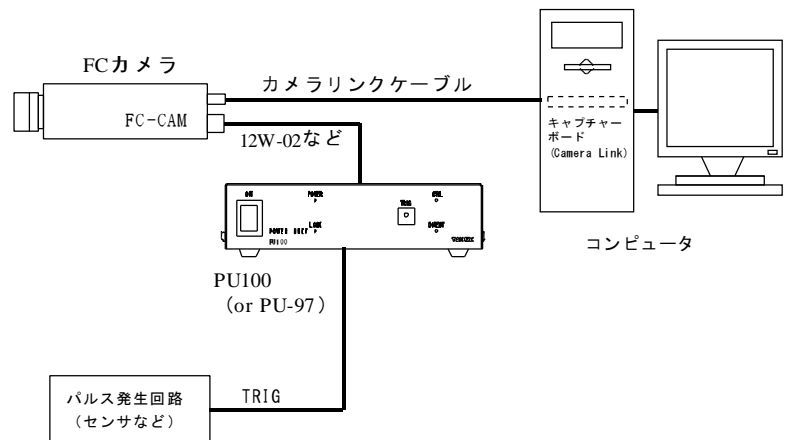 FCカメラ
カメラリンクケーブル
FC-CAM
12W-02など
キャプチャー
ボード
(Camera Link)
コンピュータ
POWER
TRIG
PU100
PU100
(or PU-97)
パルス発生回路
(センサなど)
TRIG